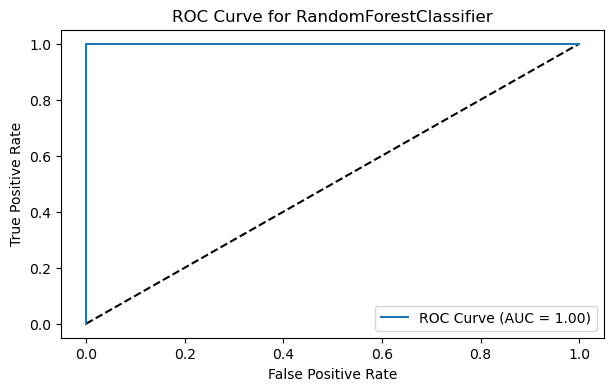 ROC Curve for RandomForestClassifier
True Positive Rate
1.0
0.8
0.6
0.4
0.2
0.0
ROC Curve (AUC = 1.00)
0.0 0.2 0.4 0.6 0.8 1.0
False Positive Rate